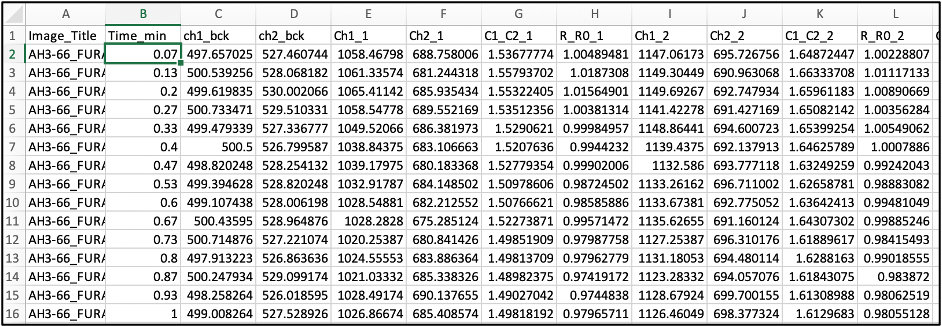 A B C D E F G H I J K L
1 Image_Title Time_min ch1_bck ch2_bck Ch1_1 Ch2_1 C1_C2_1 R_R0_1 Ch1_2 Ch2_2 C1_C2_2 R_R0_2
2 AH3-66_FURA 0.07 497.657025 527.460744 1058.46798 688.758006 1.53677774 1.00489481 1147.06173 695.726756 1.64872447 1.00228807
3 AH3-66_FURA 0.13 500.539256 528.068182 1061.33574 681.244318 1.55793702 1.0187308 1149.30449 690.963068 1.66333708 1.01117133
4 AH3-66_FURA 0.2 499.619835 530.002066 1065.41142 685.935434 1.55322405 1.01564901 1149.69267 692.747934 1.65961183 1.00890669
5 AH3-66_FURA 0.27 500.733471 529.510331 1058.54778 689.552169 1.53512356 1.00381314 1141.42278 691.427169 1.65082142 1.00356284
6 AH3-66_FURA 0.33 499.479339 527.336777 1049.52066 686.381973 1.5290621 0.99984957 1148.86441 694.600723 1.65399254 1.00549062
7 AH3-66_FURA 0.4 500.5 526.799587 1038.84375 683.106663 1.5207636 0.9944232 1139.4375 692.137913 1.64625789 1.0007886
8 AH3-66_FURA 0.47 498.820248 528.254132 1039.17975 680.183368 1.52779354 0.99902006 1132.586 693.777118 1.63249259 0.99242043
9 AH3-66_FURA 0.53 499.394628 528.820248 1032.91787 684.148502 1.50978606 0.98724502 1133.26162 696.711002 1.62658781 0.98883082
10 AH3-66_FURA 0.6 499.107438 528.006198 1028.54881 682.212552 1.50766621 0.98585886 1133.67381 692.775052 1.63642413 0.99481049
11 AH3-66_FURA 0.67 500.43595 528.964876 1028.2828 675.285124 1.52273871 0.99571472 1135.62655 691.160124 1.64307302 0.99885246
12 AH3-66_FURA 0.73 500.714876 527.221074 1020.25387 680.841426 1.49851909 0.97987758 1127.25387 696.310176 1.61889617 0.98415493
13 AH3-66_FURA 0.8 497.913223 526.863636 1024.55553 683.886364 1.49813709 0.97962779 1131.18053 694.480114 1.6288163 0.99018555
14 AH3-66_FURA 0.87 500.247934 529.099174 1021.03332 685.338326 1.48982375 0.97419172 1123.28332 694.057076 1.61843075 0.983872
15 AH3-66_FURA 0.93 498.258264 526.018595 1028.49174 690.137655 1.49027042 0.9744838 1128.67924 699.700155 1.61308988 0.98062519
16 AH3-66_FURA 1 499.008264 527.528926 1026.86674 685.408574 1.49818192 0.97965711 1126.46049 698.377324 1.6129683 0.98055128